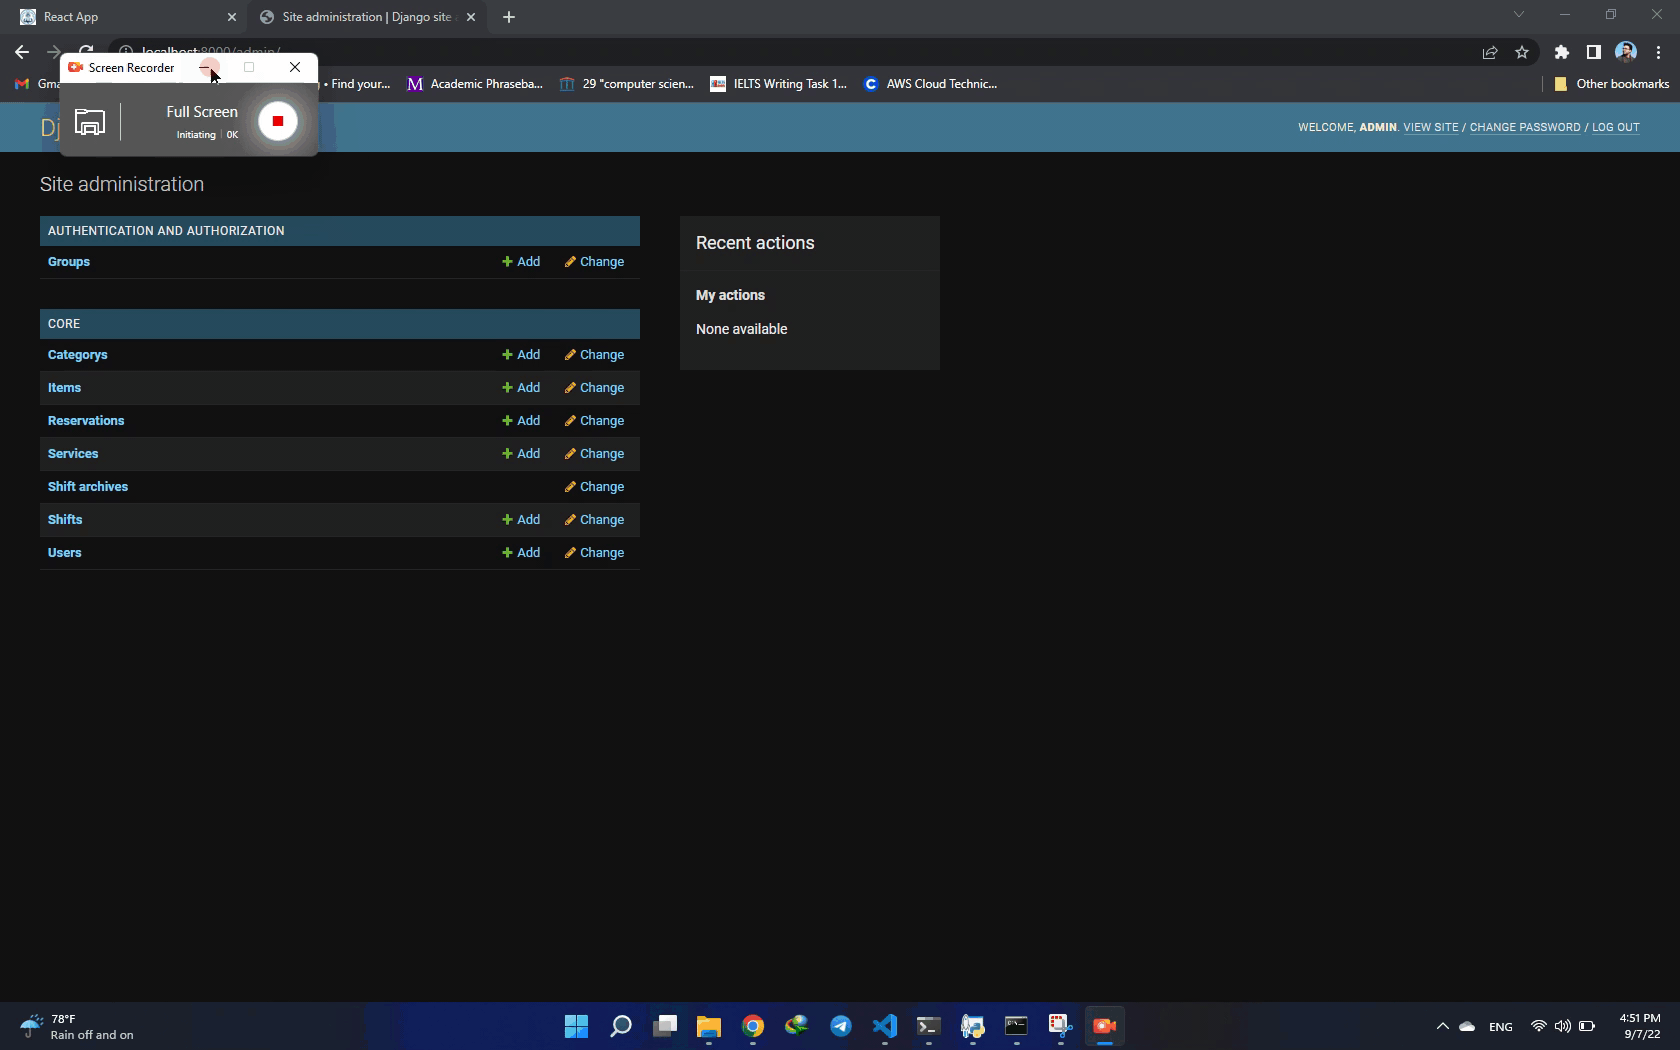 React App
Site administration | Django site
localhost:8000/admin/
Screen Recorder
Gma
• Find your...
Academic Phraseba...
29 "computer scien...
IELTS Writing Task 1...
AWS Cloud Technic...
Other bookmarks
Full Screen
Initiating | 0K
Dj
WELCOME, ADMIN. VIEW SITE / CHANGE PASSWORD / LOG OUT
Site administration
AUTHENTICATION AND AUTHORIZATION
Groups Add Change
CORE
Categorys Add Change
Items Add Change
Reservations Add Change
Services Add Change
Shift archives Change
Shifts Add Change
Users Add Change
Recent actions
My actions
None available
78°F
Rain off and on
ENG
4:51 PM
9/7/22